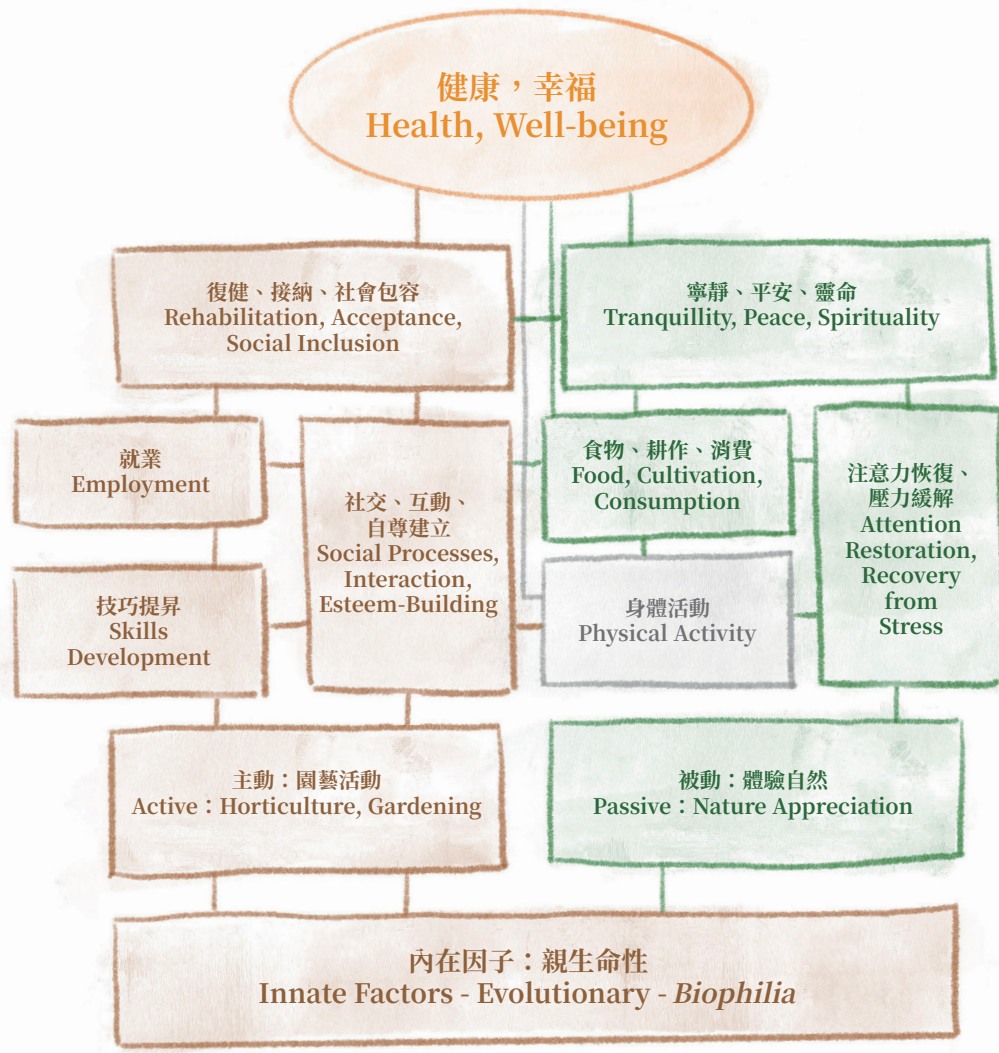 健康，幸福
Health, Well-being
復健、接納、社會包容
Rehabilitation, Acceptance,
Social Inclusion
寧靜、平安、靈命
Tranquillity, Peace, Spirituality
就業
Employment
社交、互動、
自尊建立
Social Processes,
Interaction,
Esteem-Building
食物、耕作、消費
Food, Cultivation,
Consumption
注意力恢復、
壓力緩解
Attention
Restoration,
Recovery
from
Stress
技巧提昇
Skills
Development
身體活動
Physical Activity
主動：園藝活動
Active：Horticulture, Gardening
被動：體驗自然
Passive：Nature Appreciation
內在因子：親生命性
Innate Factors - Evolutionary - Biophilia